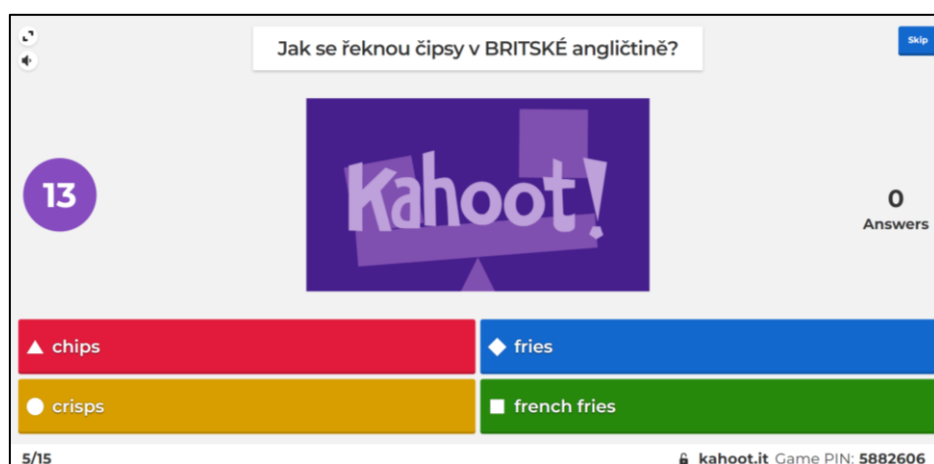 Jak se řeknou čipsy v BRITSKÉ angličtině?
Skip
13
Kahoot!
0
Answers
chips
fries
crisps
french fries
5/15
kahoot.it Game PIN: 5882606